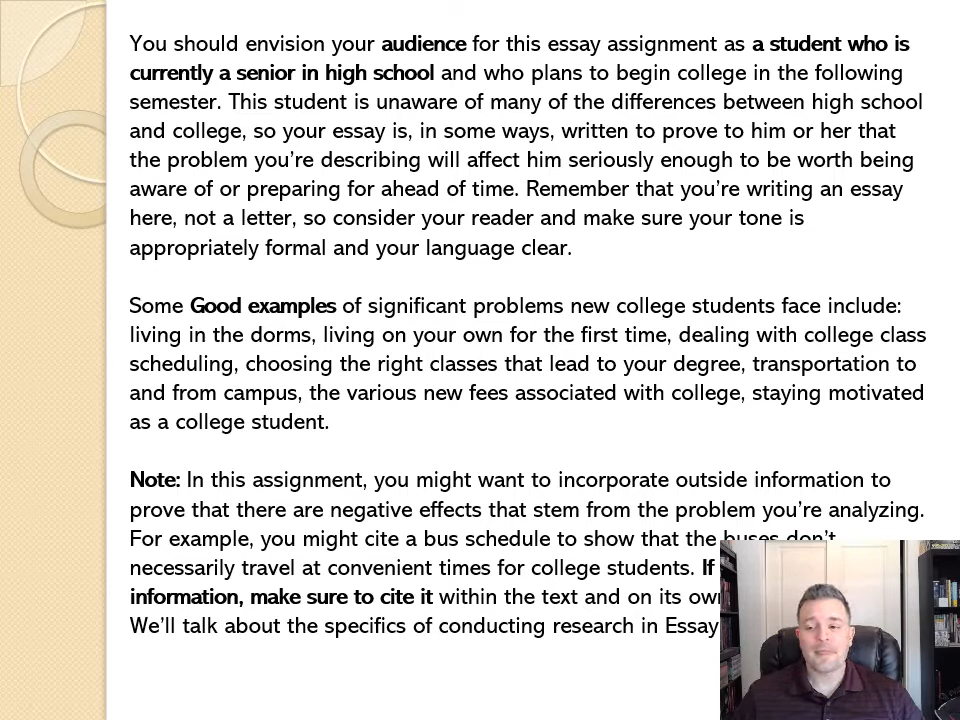 You should envision your audience for this essay assignment as a student who is
currently a senior in high school and who plans to begin college in the following
semester. This student is unaware of many of the differences between high school
and college, so your essay is, in some ways, written to prove to him or her that
the problem you're describing will affect him seriously enough to be worth being
aware of or preparing for ahead of time. Remember that you're writing an essay
here, not a letter, so consider your reader and make sure your tone is
appropriately formal and your language clear.
Some Good examples of significant problems new college students face include:
living in the dorms, living on your own for the first time, dealing with college class
scheduling, choosing the right classes that lead to your degree, transportation to
and from campus, the various new fees associated with college, staying motivated
as a college student.
Note: In this assignment, you might want to incorporate outside information to
prove that there are negative effects that stem from the problem you're analyzing.
For example, you might cite a bus schedule to show that the buses don't
necessarily travel at convenient times for college students. If
information, make sure to cite it within the text and on its own
We'll talk about the specifics of conducting research in Essay